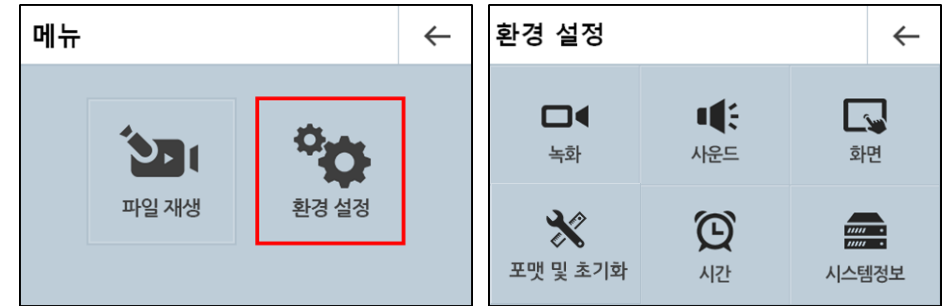 메뉴
파일 재생
환경 설정
환경 설정
녹화
사운드
화면
포맷 및 초기화
시간
시스템정보